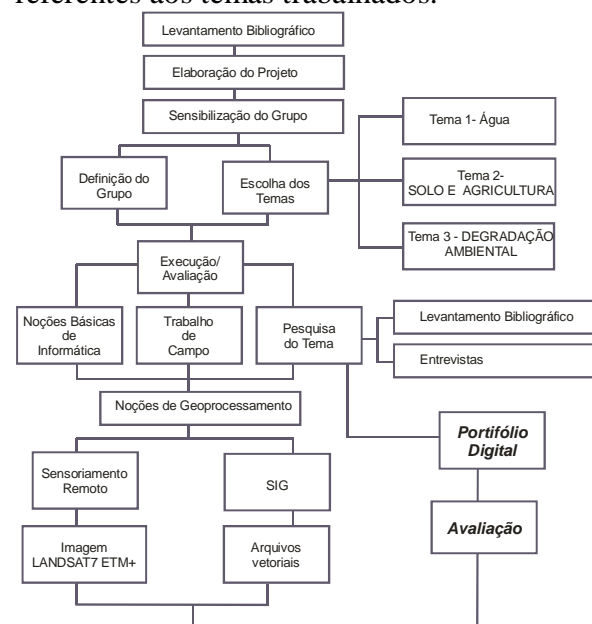 referentes aos temas trabalhados.
Levantamento Bibliográfico
Elaboração do Projeto
Sensibilização do Grupo
Tema 1- Água
Definição do
Grupo
Escolha dos
Temas
Tema 2-
SOLO E AGRICULTURA
Tema 3 - DEGRADAÇÃO
AMBIENTAL
Execução/
Avaliação
Noções Básicas
de
Informática
Trabalho
de
Campo
Pesquisa
do Tema
Levantamento Bibliográfico
Entrevistas
Noções de Geoprocessamento
Portifólio
Digital
Sensoriamento
Remoto
SIG
Avaliação
Imagem
LANDSAT7 ETM+
Arquivos
vetoriais